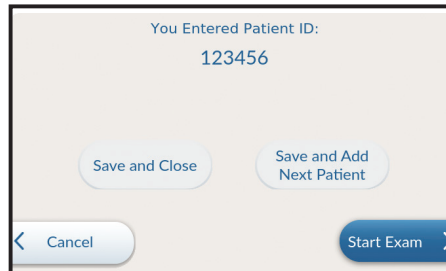 You Entered Patient ID:
123456
Save and Close
Save and Add
Next Patient
Cancel
Start Exam